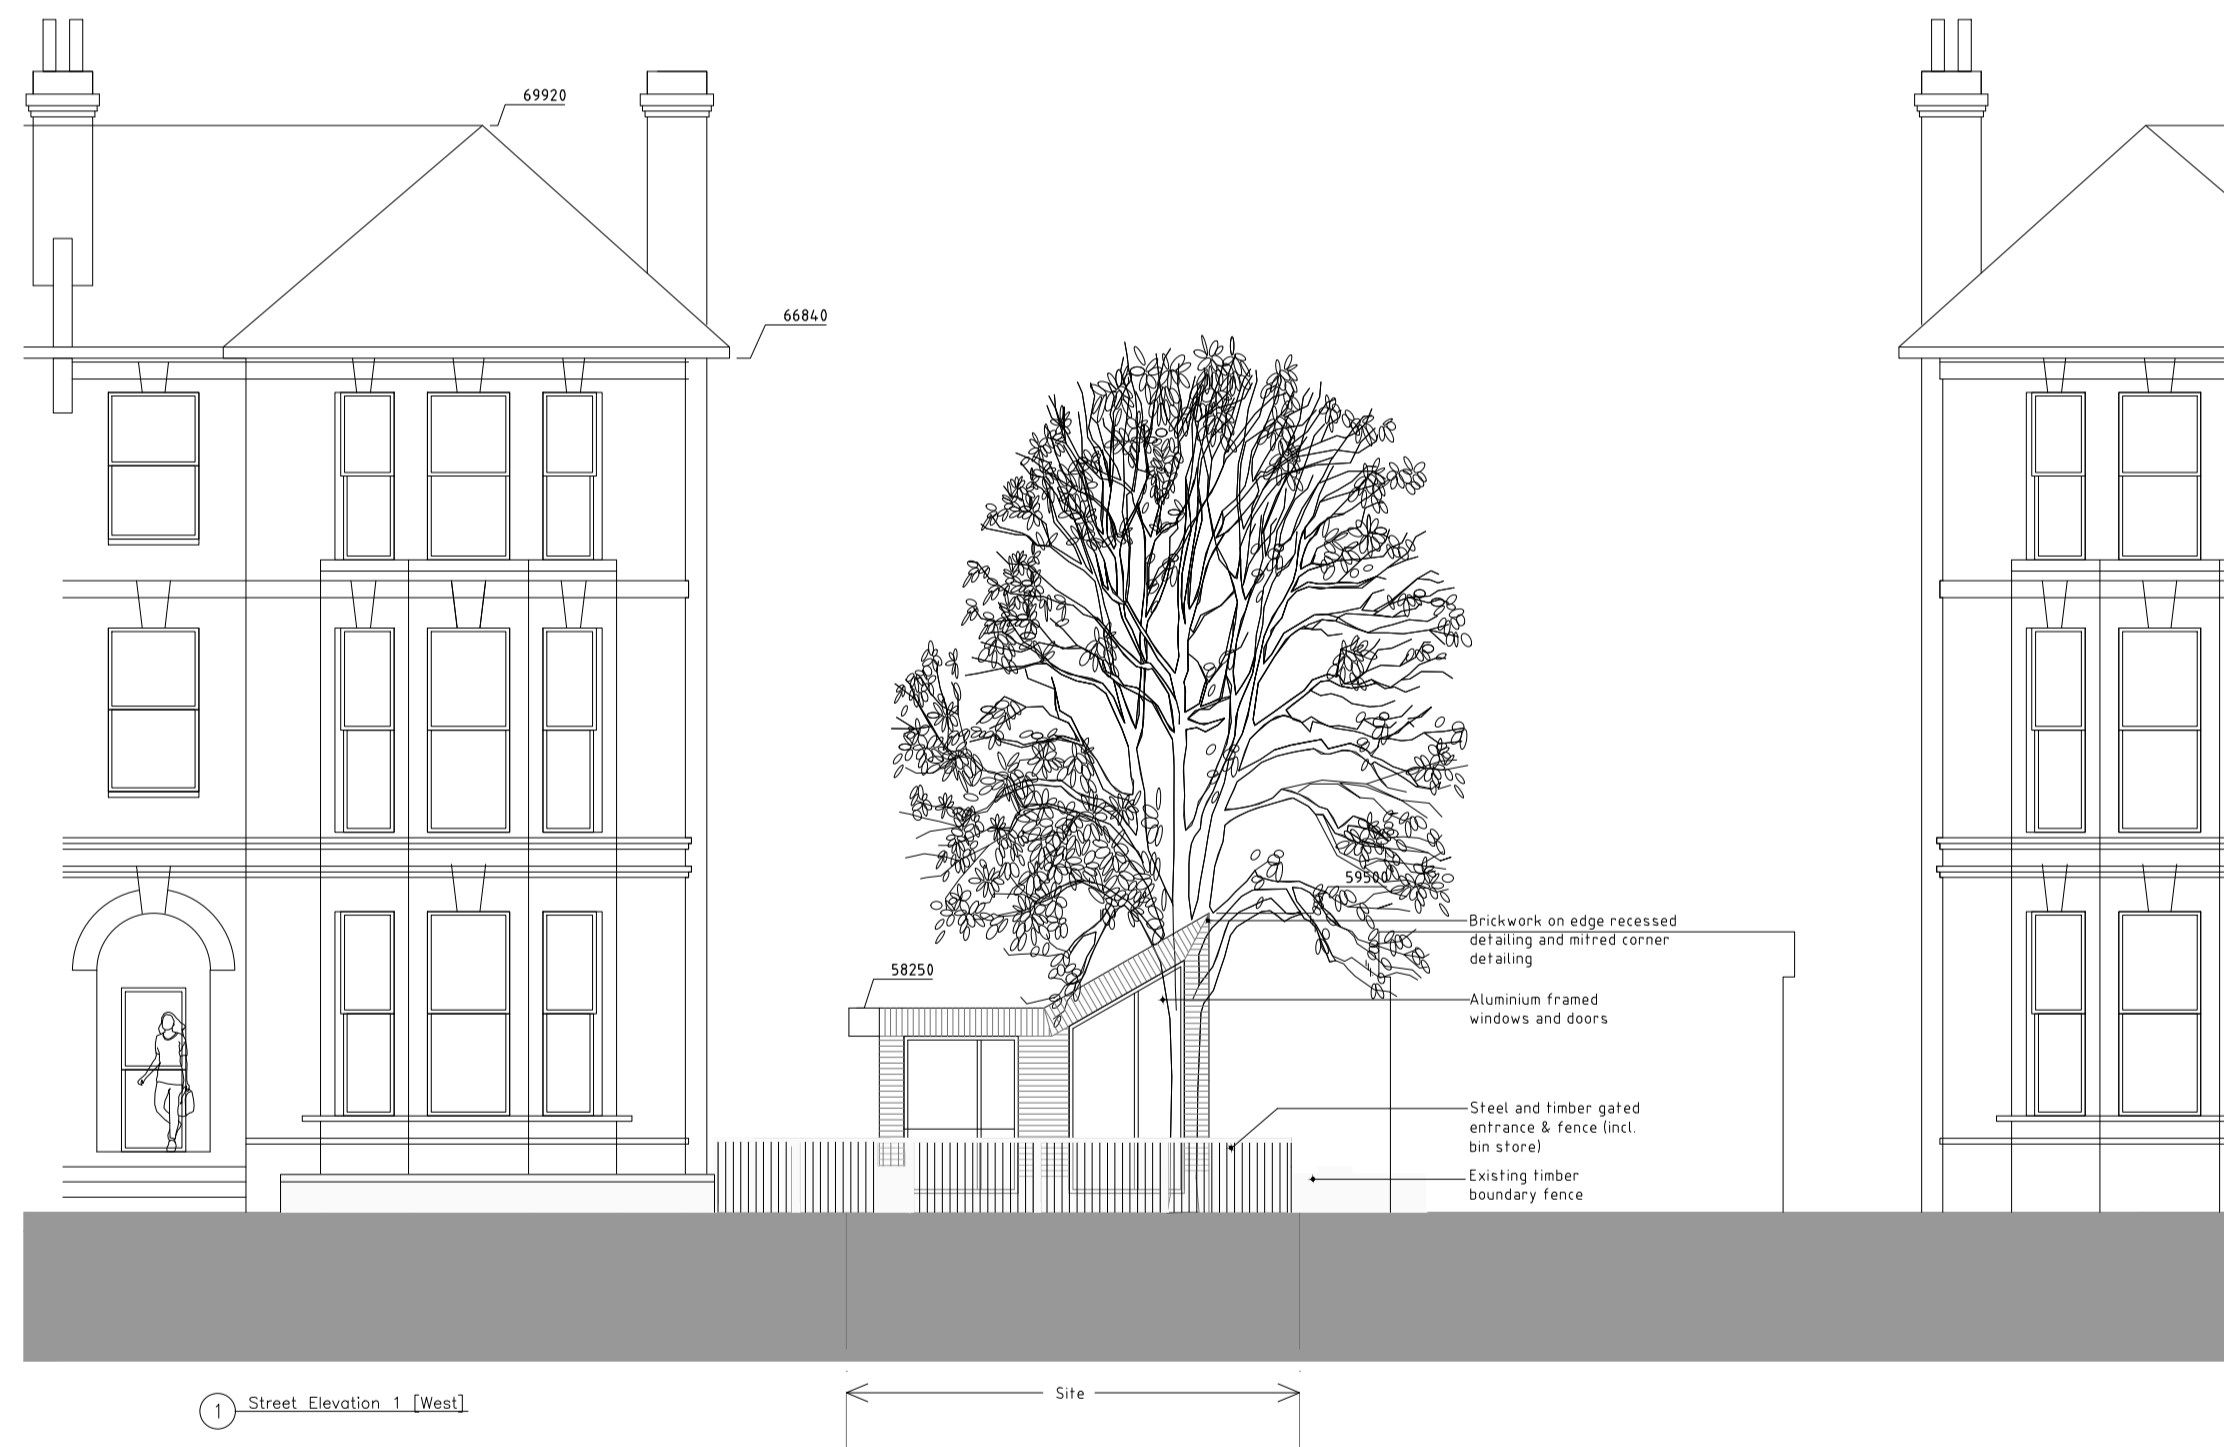 69920
66840
59500
Brickwork on edge recessed
detailing and mitred corner
detailing
58250
Aluminium framed
windows and doors
Steel and timber gated
entrance & fence (incl.
bin store)
Existing timber
boundary fence
Site
1 Street Elevation 1 [West]